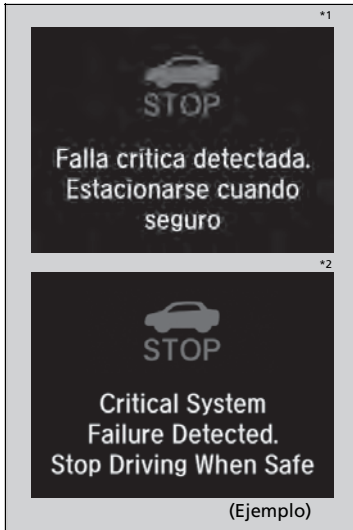 *1
STOP
Falla crítica detectada.
Estacionarse cuando
seguro
*2
STOP
Critical System
Failure Detected.
Stop Driving When Safe
(Ejemplo)